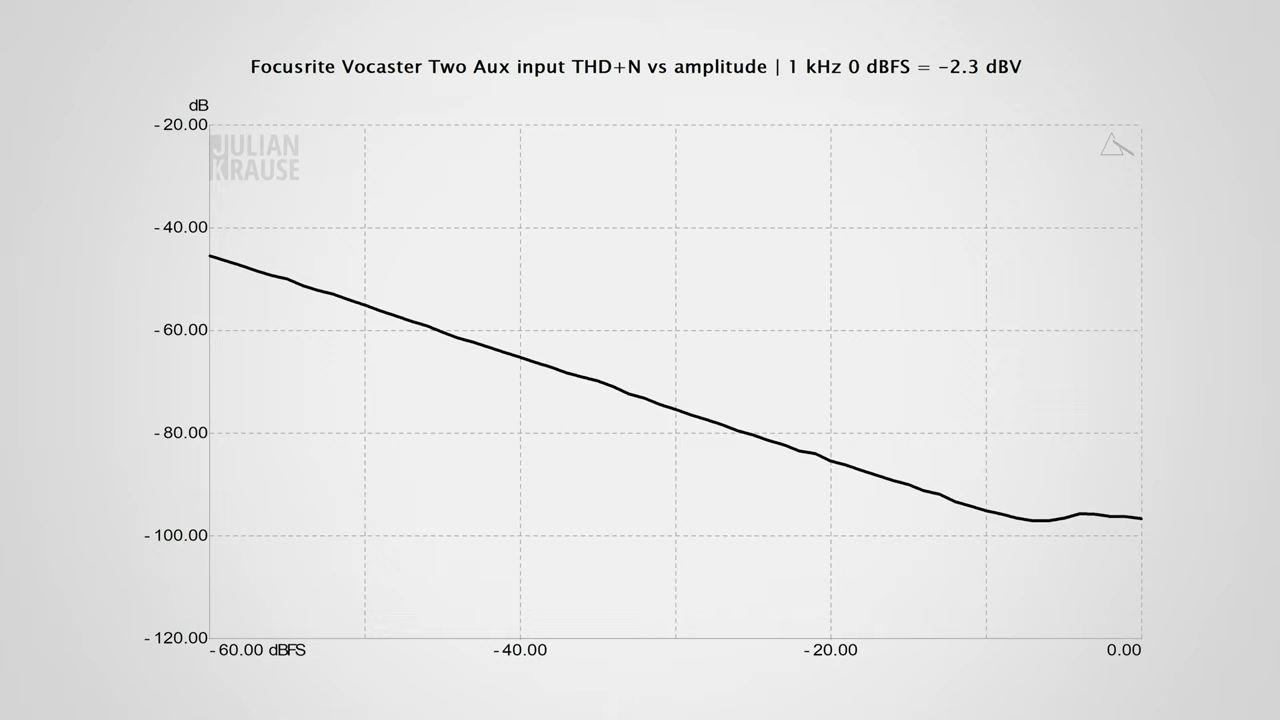 Focusrite Vocaster Two Aux input THD+N vs amplitude | 1 kHz 0 dBFS = -2.3 dBV
dB
-20.00
JULIAN
KRAUSE
-40.00
-60.00
-80.00
-100.00
-120.00
-60.00 dBFS
-40.00
-20.00
0.00